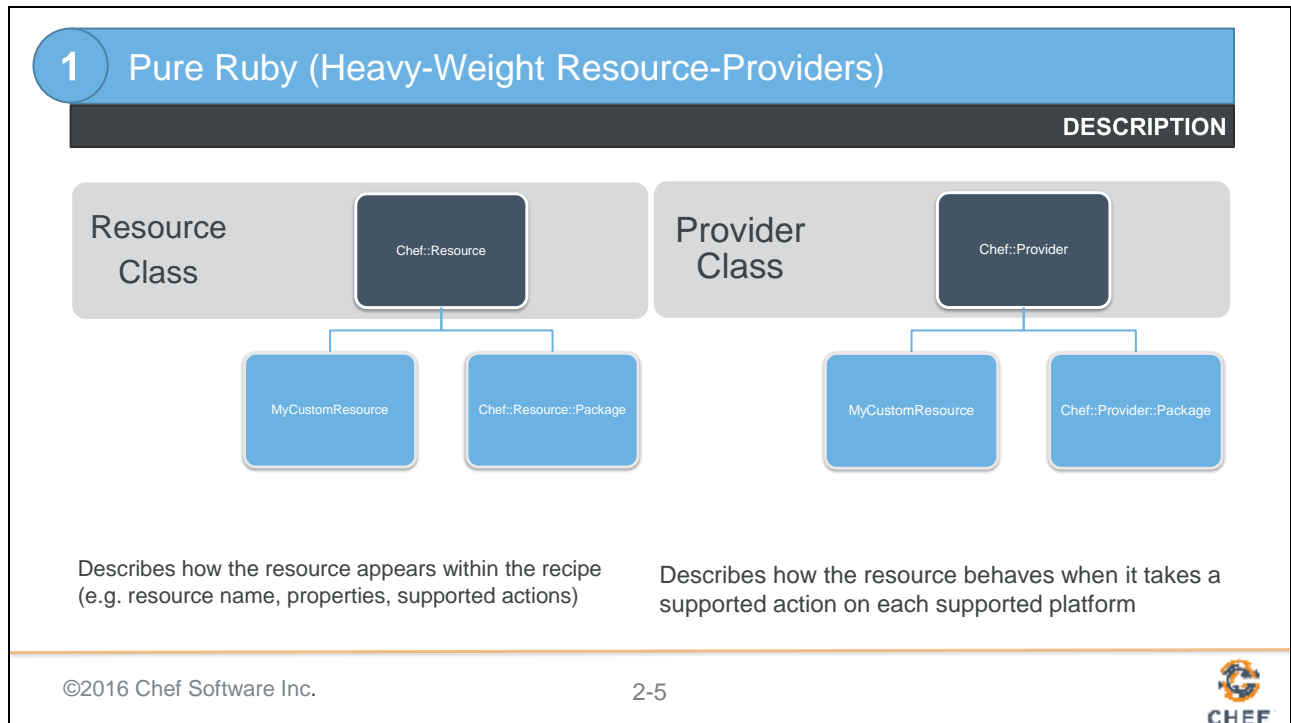 1
Pure Ruby (Heavy-Weight Resource-Providers)
DESCRIPTION
Resource
Class
Chef::Resource
MyCustomResource
Chef::Resource::Package
Provider
Class
Chef::Provider
MyCustomResource
Chef::Provider::Package
Describes how the resource appears within the recipe
(e.g. resource name, properties, supported actions)
Describes how the resource behaves when it takes a
supported action on each supported platform
©2016 Chef Software Inc.
2-5
CHEF